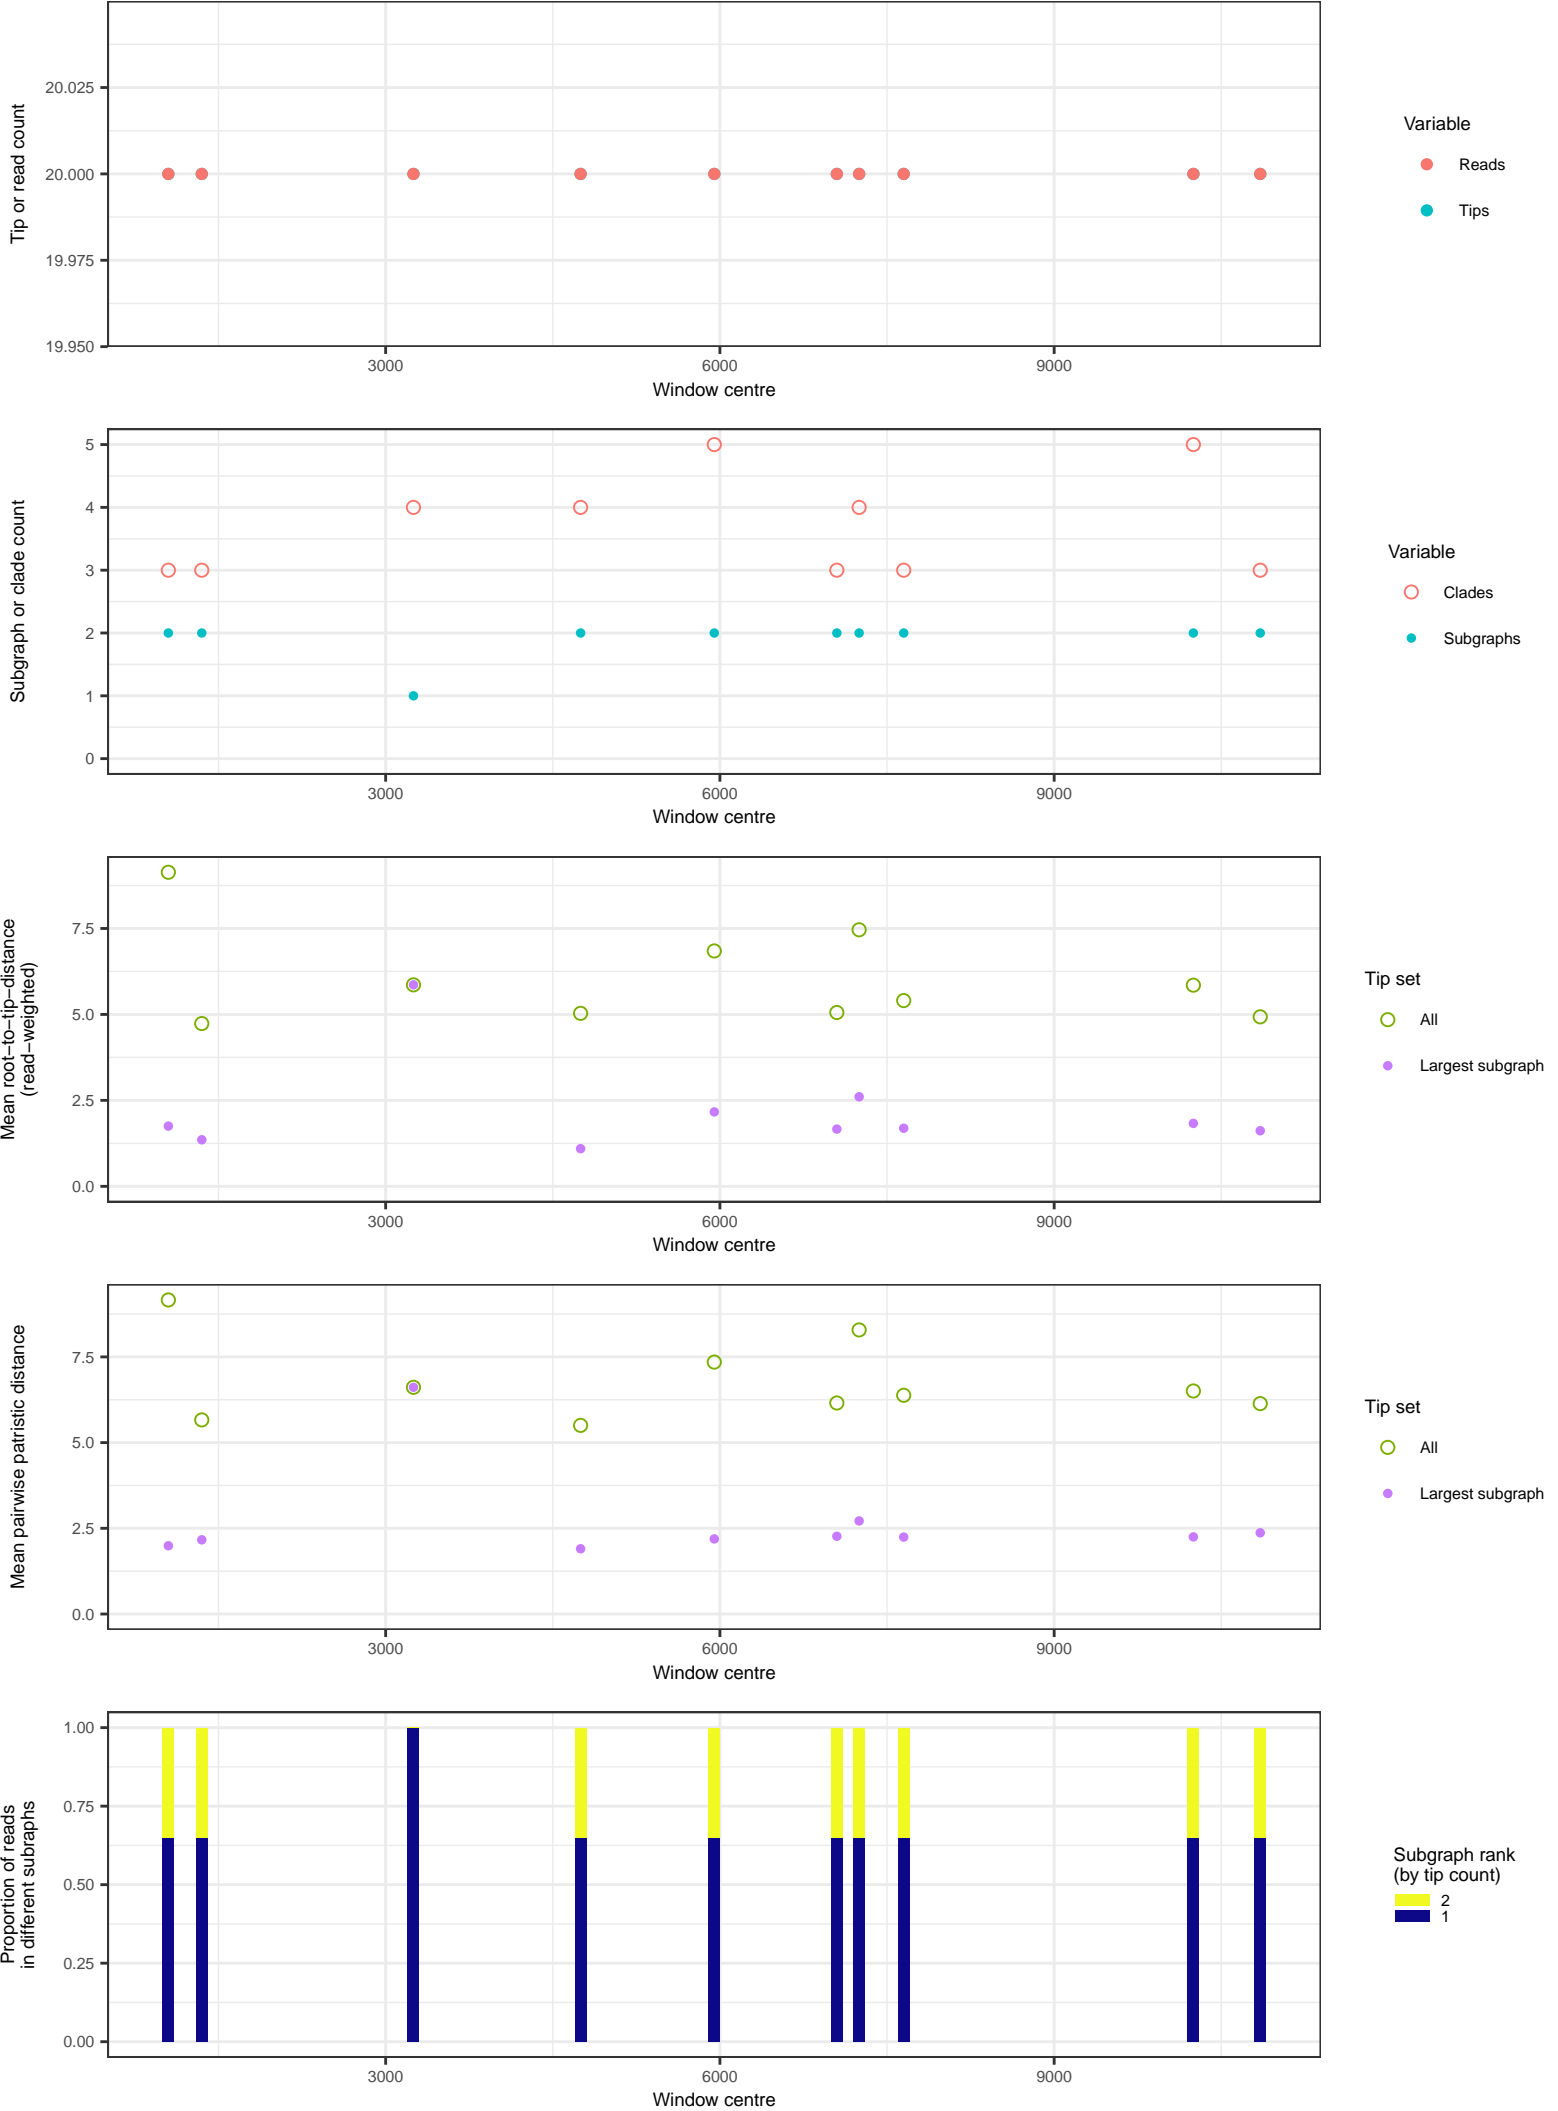 Tip or read count
20.025
20.000
19.975
19.950
3000
6000
9000
Window centre
Variable
Reads
Tips
Subgraph or clade count
5
4
3
2
1
0
3000
6000
9000
Window centre
Variable
Clades
Subgraphs
Mean root−to−tip−distance
(read−weighted)
7.5
5.0
2.5
0.0
3000
6000
9000
Window centre
Tip set
All
Largest subgraph
Mean pairwise patristic distance
7.5
5.0
2.5
0.0
3000
6000
9000
Window centre
Tip set
All
Largest subgraph
Proportion of reads
in different subraphs
1.00
0.75
0.50
0.25
0.00
3000
6000
9000
Window centre
Subgraph rank
(by tip count)
2
1